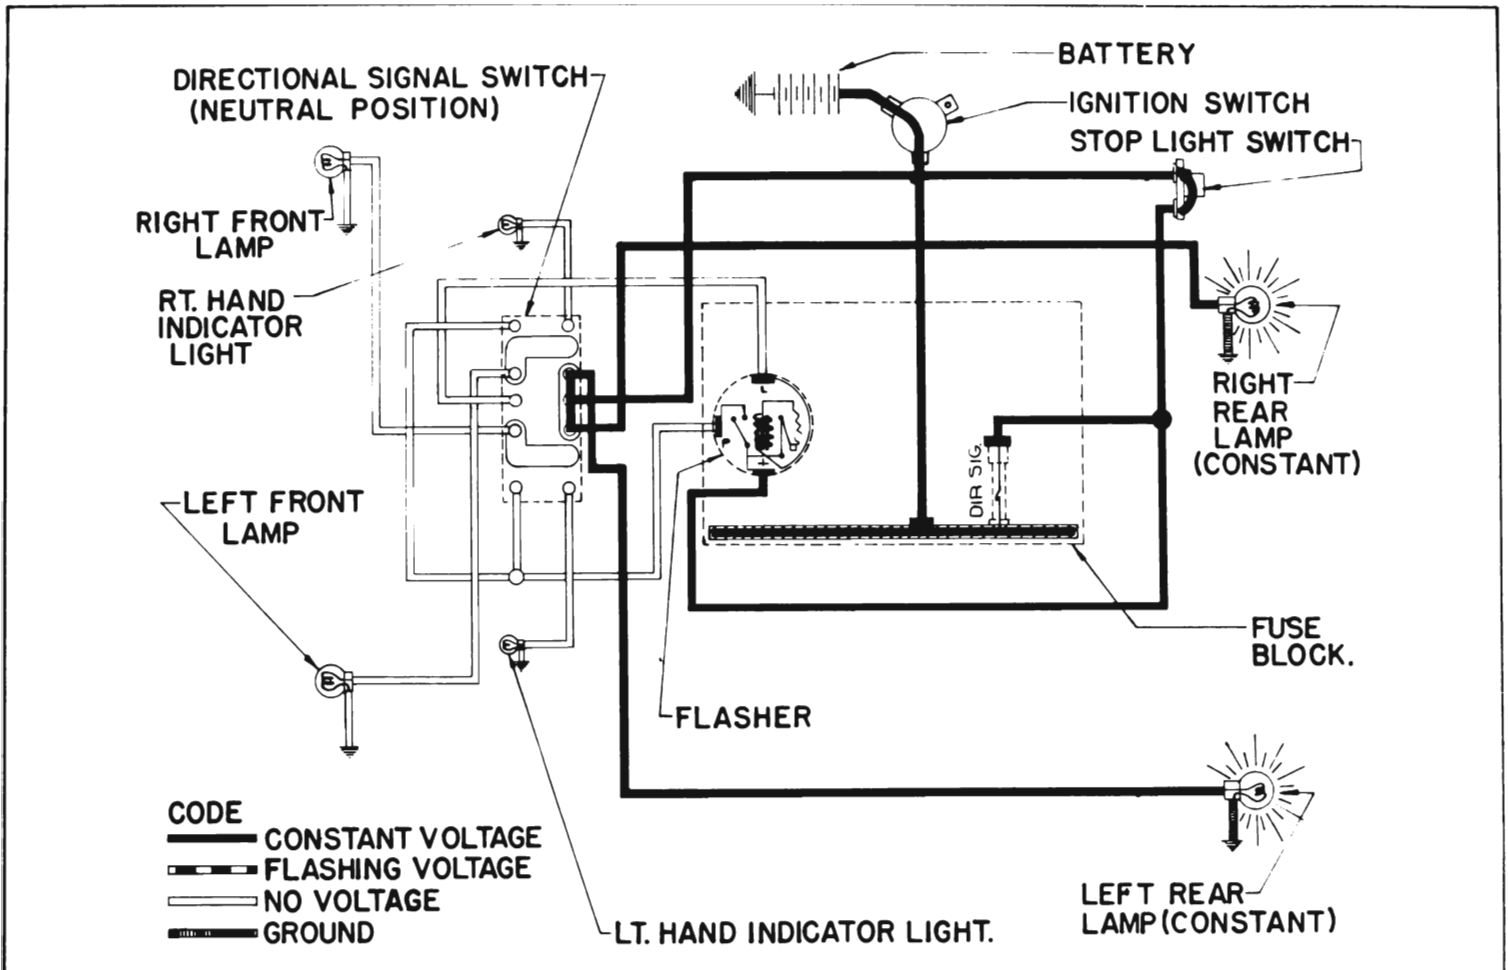 DIRECTIONAL SIGNAL SWITCH
(NEUTRAL POSITION)
BATTERY
IGNITION SWITCH
STOP LIGHT SWITCH
RIGHT FRONT
LAMP
RT. HAND
INDICATOR
LIGHT
L
P
+
DIR SIG.
RIGHT
REAR
LAMP
(CONSTANT)
LEFT FRONT
LAMP
FUSE
BLOCK.
FLASHER
CODE
CONSTANT VOLTAGE
FLASHING VOLTAGE
NO VOLTAGE
GROUND
LT. HAND INDICATOR LIGHT.
LEFT REAR
LAMP (CONSTANT)